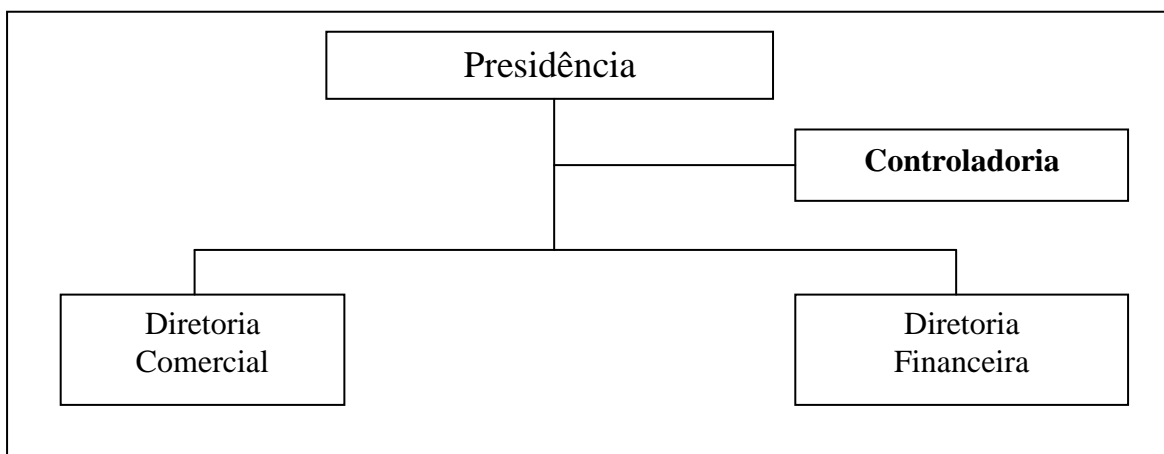 Presidência
Controladoria
Diretoria
Comercial
Diretoria
Financeira